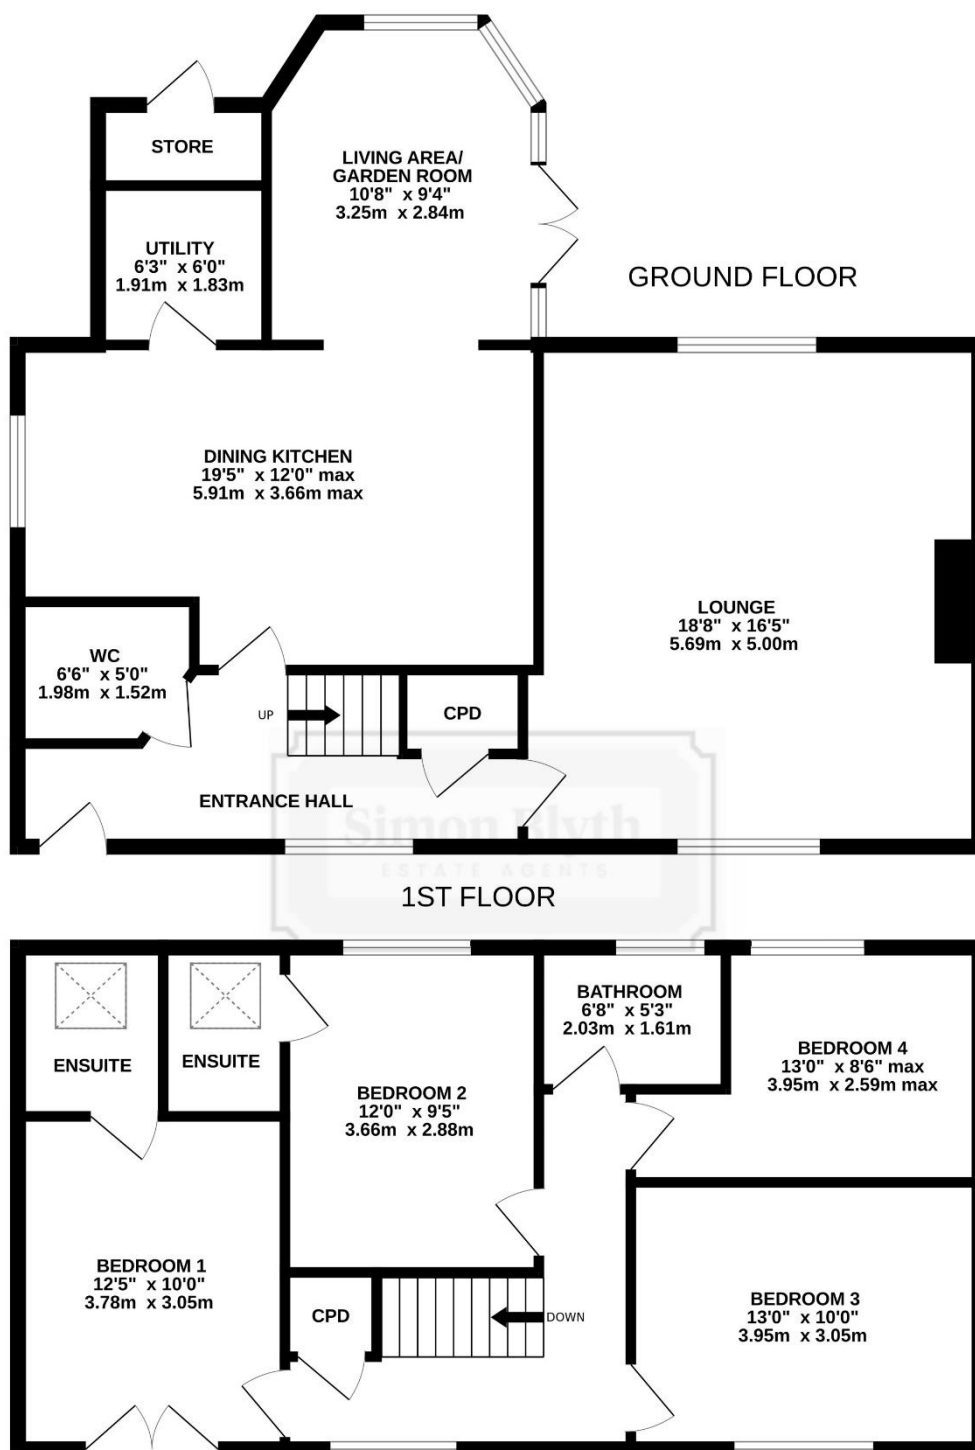 STORE
LIVING AREA/
GARDEN ROOM
10'8" x 9'4"
3.25m x 2.84m
UTILITY
6'3" x 6'0"
1.91m x 1.83m
GROUND FLOOR
DINING KITCHEN
19'5" x 12'0" max
5.91m x 3.66m max
LOUNGE
18'8" x 16'5"
5.69m x 5.00m
WC
6'6" x 5'0"
1.98m x 1.52m
UP
CPD
ENTRANCE HALL
Simon Blyth
ESTATE AGENTS
1ST FLOOR
ENSUITE
ENSUITE
BEDROOM 2
12'0" x 9'5"
3.66m x 2.88m
BATHROOM
6'8" x 5'3"
2.03m x 1.61m
BEDROOM 4
13'0" x 8'6" max
3.95m x 2.59m max
BEDROOM 1
12'5" x 10'0"
3.78m x 3.05m
CPD
DOWN
BEDROOM 3
13'0" x 10'0"
3.95m x 3.05m